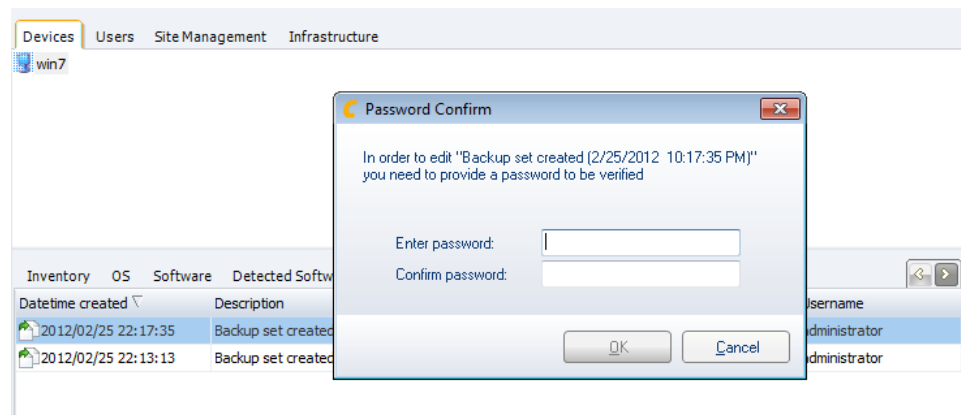 Devices Users Site Management Infrastructure
win7
Password Confirm
In order to edit "Backup set created (2/25/2012 10:17:35 PM)"
you need to provide a password to be verified
Enter password:
Confirm password:
OK Cancel
Inventory OS Software Detected Softw
Datetime created Description Username
2012/02/25 22:17:35 Backup set created administrator
2012/02/25 22:13:13 Backup set created administrator